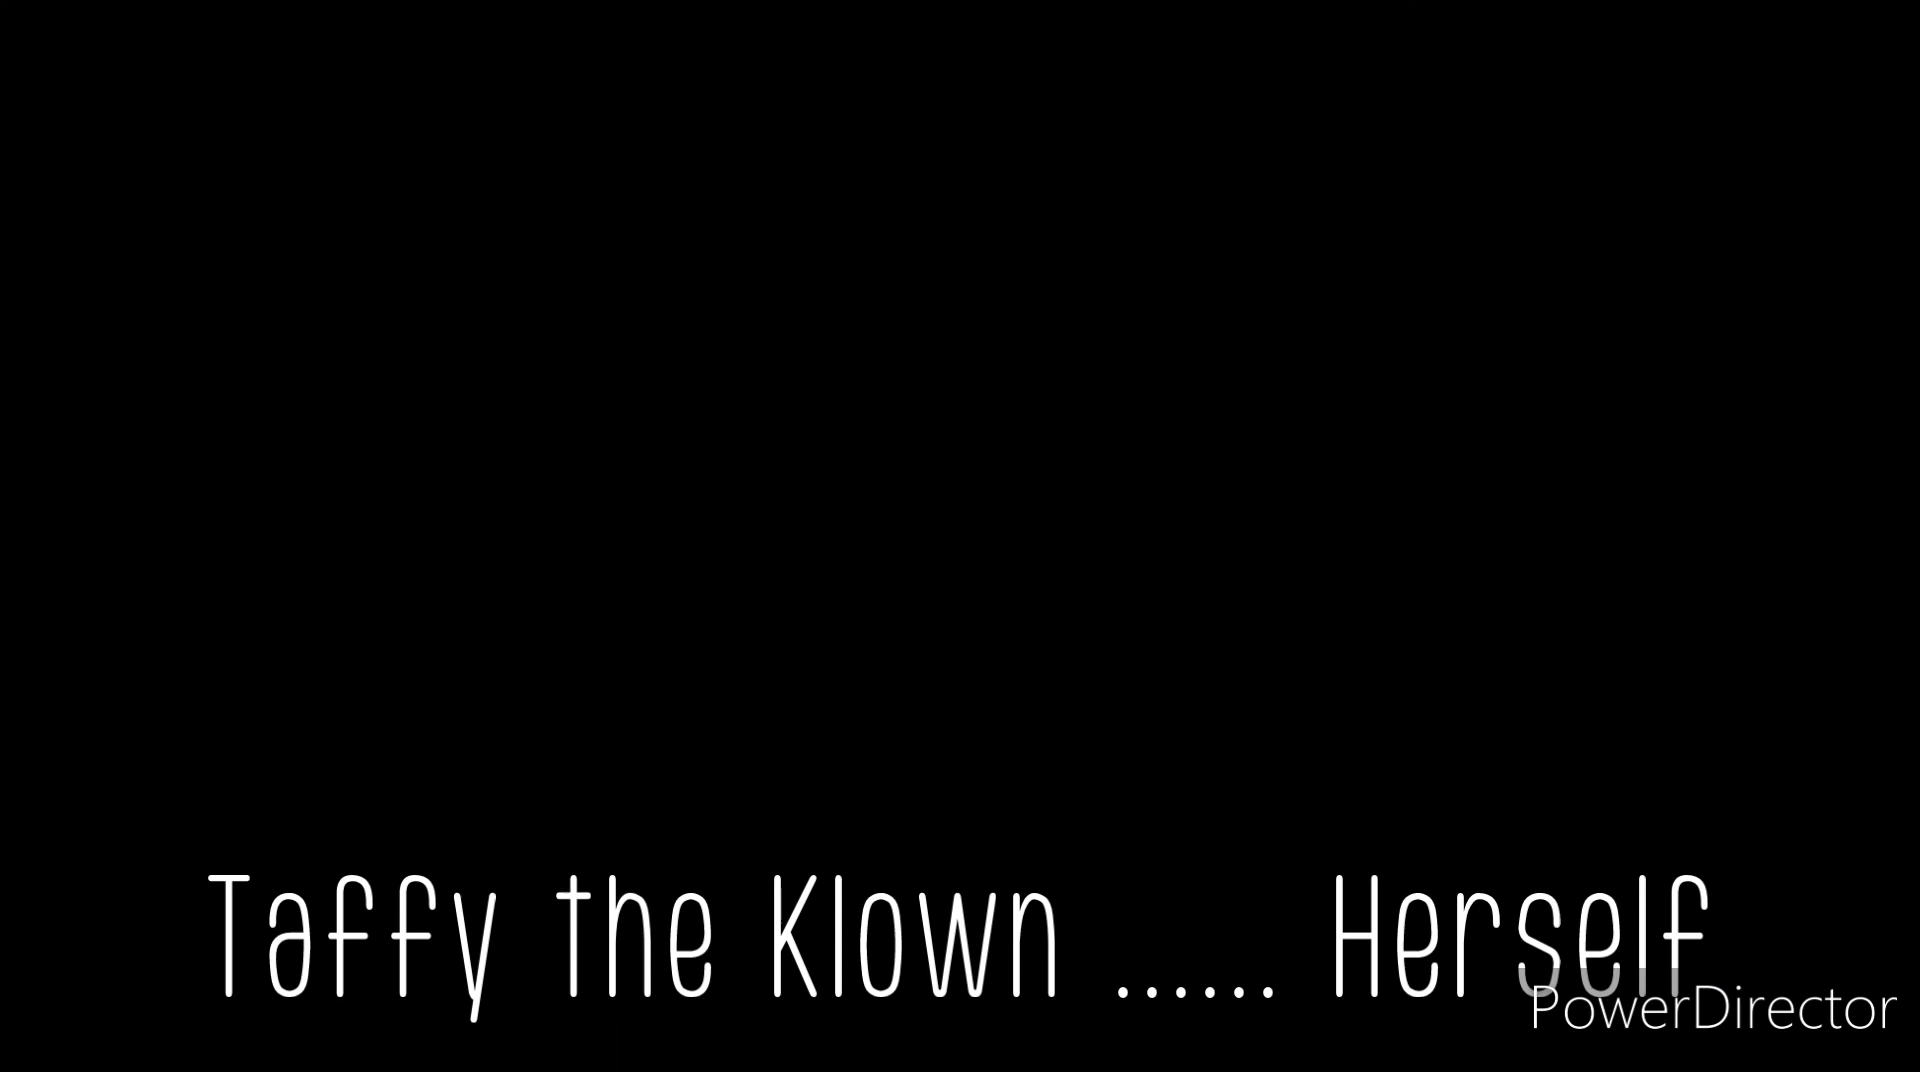 Taffy the Klown ...... Herself
PowerDirector